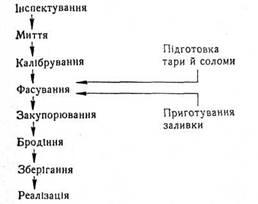 Інспектування
Миття
Калібрування
Підготовка
тари й соломи
Фасування
Приготування
заливки
Закупорювання
Бродіння
Зберігання
Реалізація